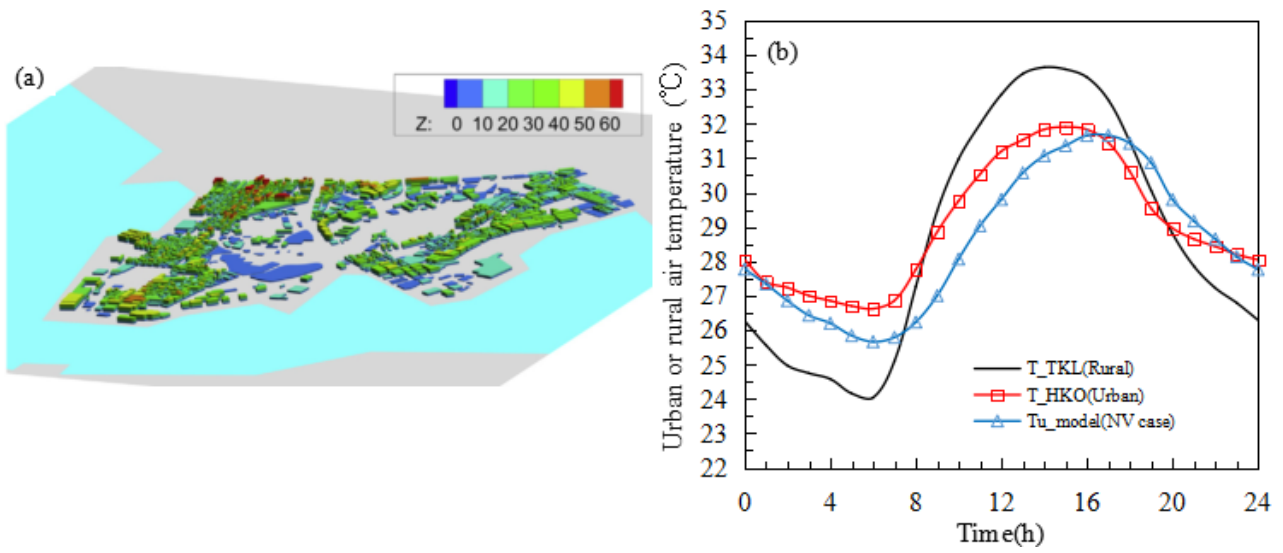 (a)
Z: 0 10 20 30 40 50 60
(b)
Urban or rural air temperature (℃)
35
34
33
32
31
30
29
28
27
26
25
24
23
22
T_TKL(Rural)
T_HKO(Urban)
Tu_model(NV case)
0 4 8 12 16 20 24
Time(h)